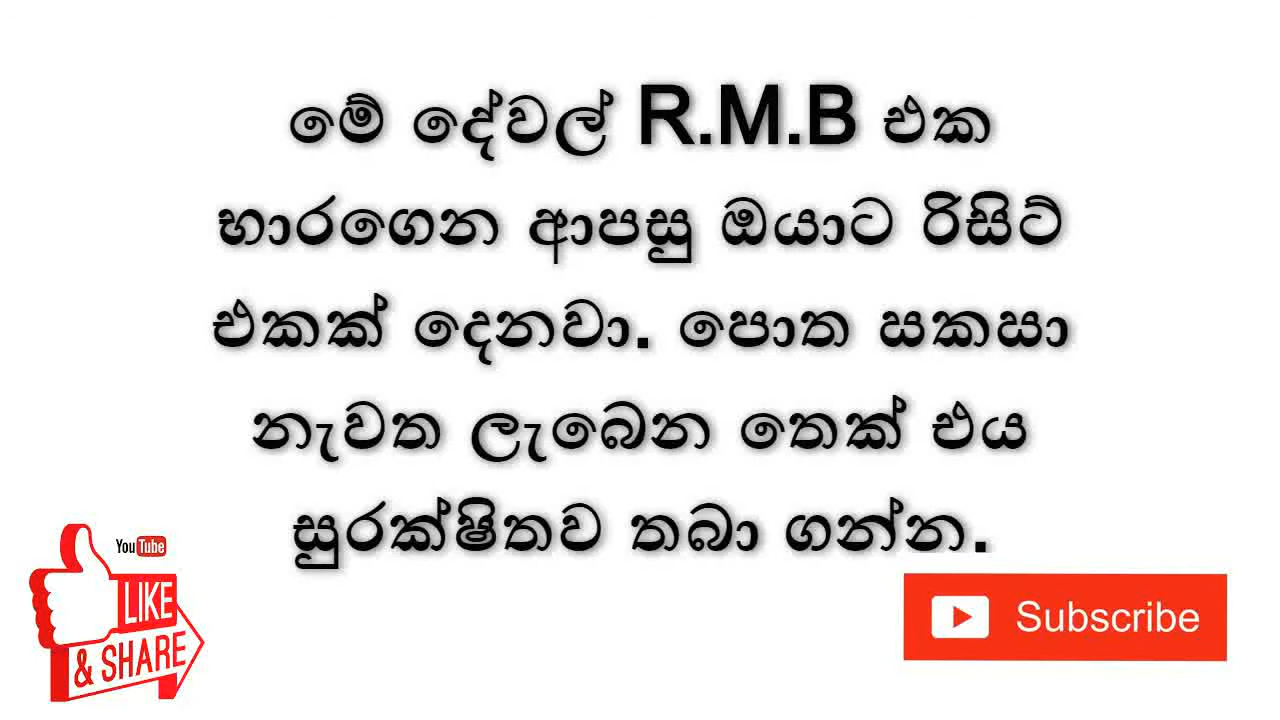 මේ දේවල් R.M.B එක
භාරගෙන ආපසු ඔයාට රිසිට්
එකක් දෙනවා. පොත සකසා
නැවත ලැබෙන තෙක් එය
සුරක්ෂිතව තබා ගන්න.
YouTube
LIKE
& SHARE
Subscribe